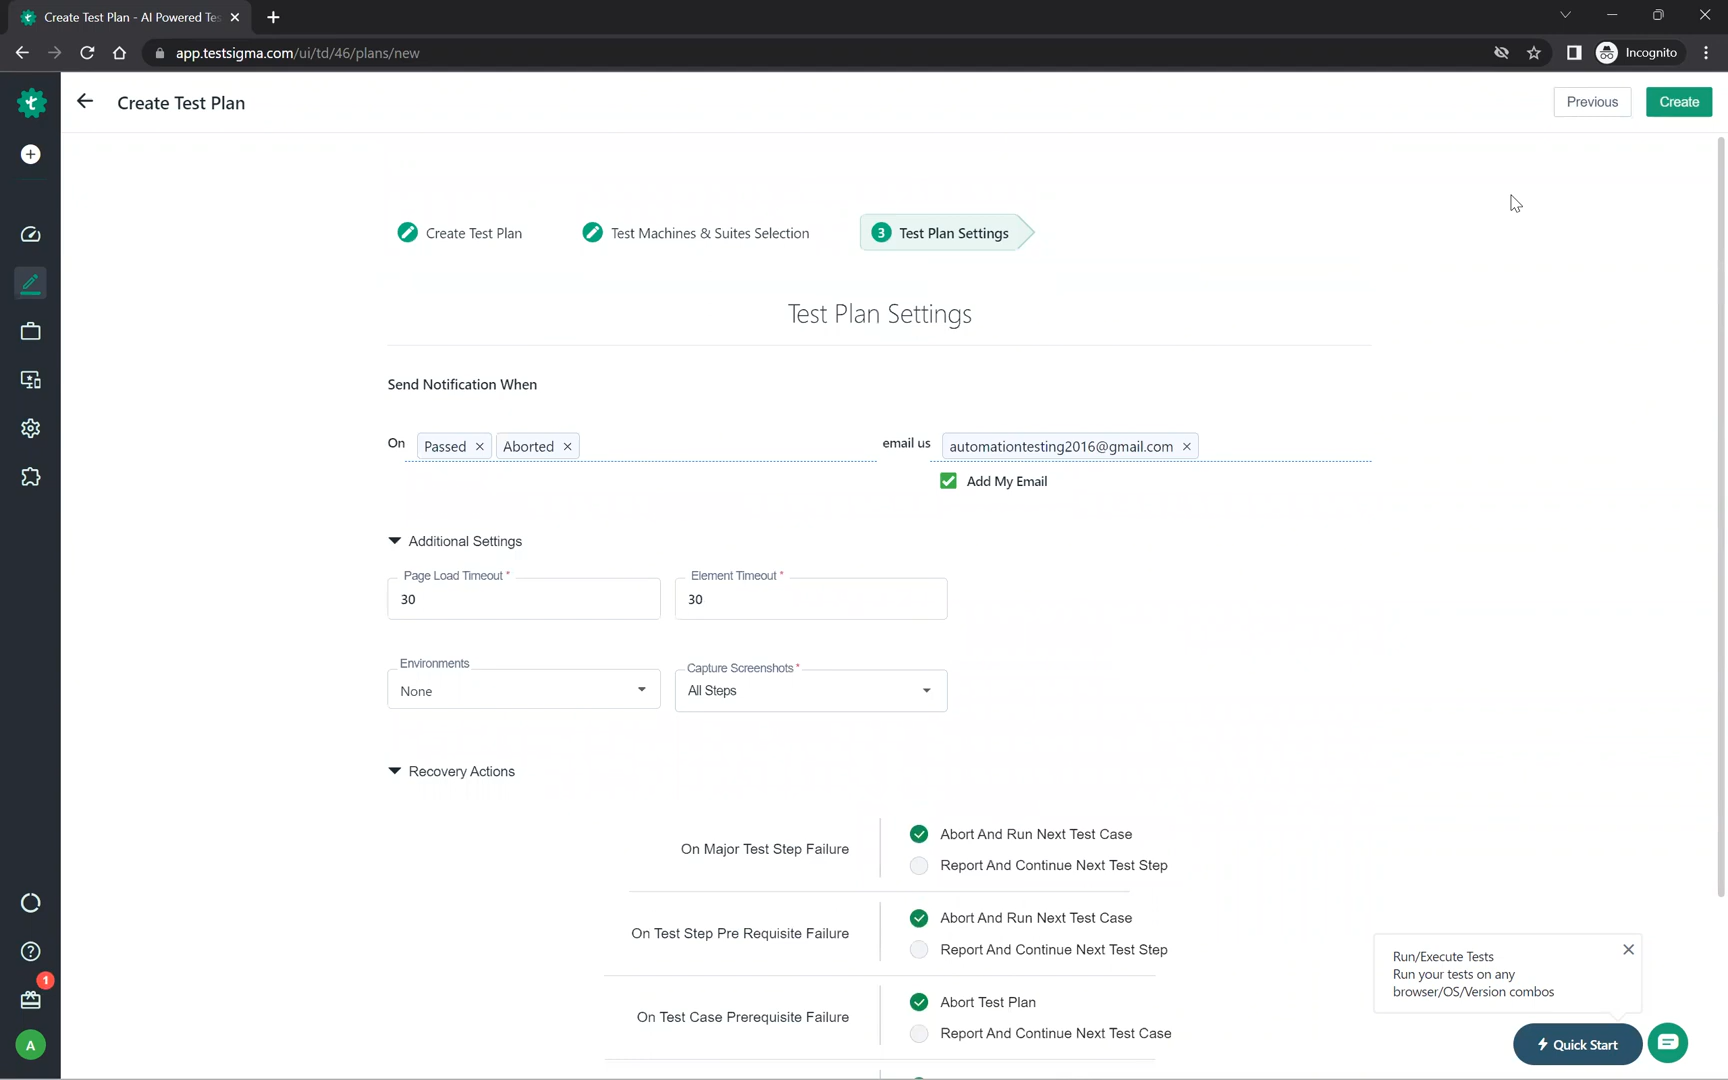 Create Test Plan - AI Powered Tes
app.testsigma.com/ui/td/46/plans/new
Incognito
Create Test Plan
Previous
Create
Create Test Plan
Test Machines & Suites Selection
3 Test Plan Settings
Test Plan Settings
Send Notification When
On Passed × Aborted ×
email us automationtesting2016@gmail.com ×
Add My Email
Additional Settings
Page Load Timeout *
30
Element Timeout *
30
Environments
None
Capture Screenshots *
All Steps
Recovery Actions
On Major Test Step Failure
Abort And Run Next Test Case
Report And Continue Next Test Step
On Test Step Pre Requisite Failure
Abort And Run Next Test Case
Report And Continue Next Test Step
On Test Case Prerequisite Failure
Abort Test Plan
Report And Continue Next Test Case
Run/Execute Tests
Run your tests on any
browser/OS/Version combos
Quick Start
1
A